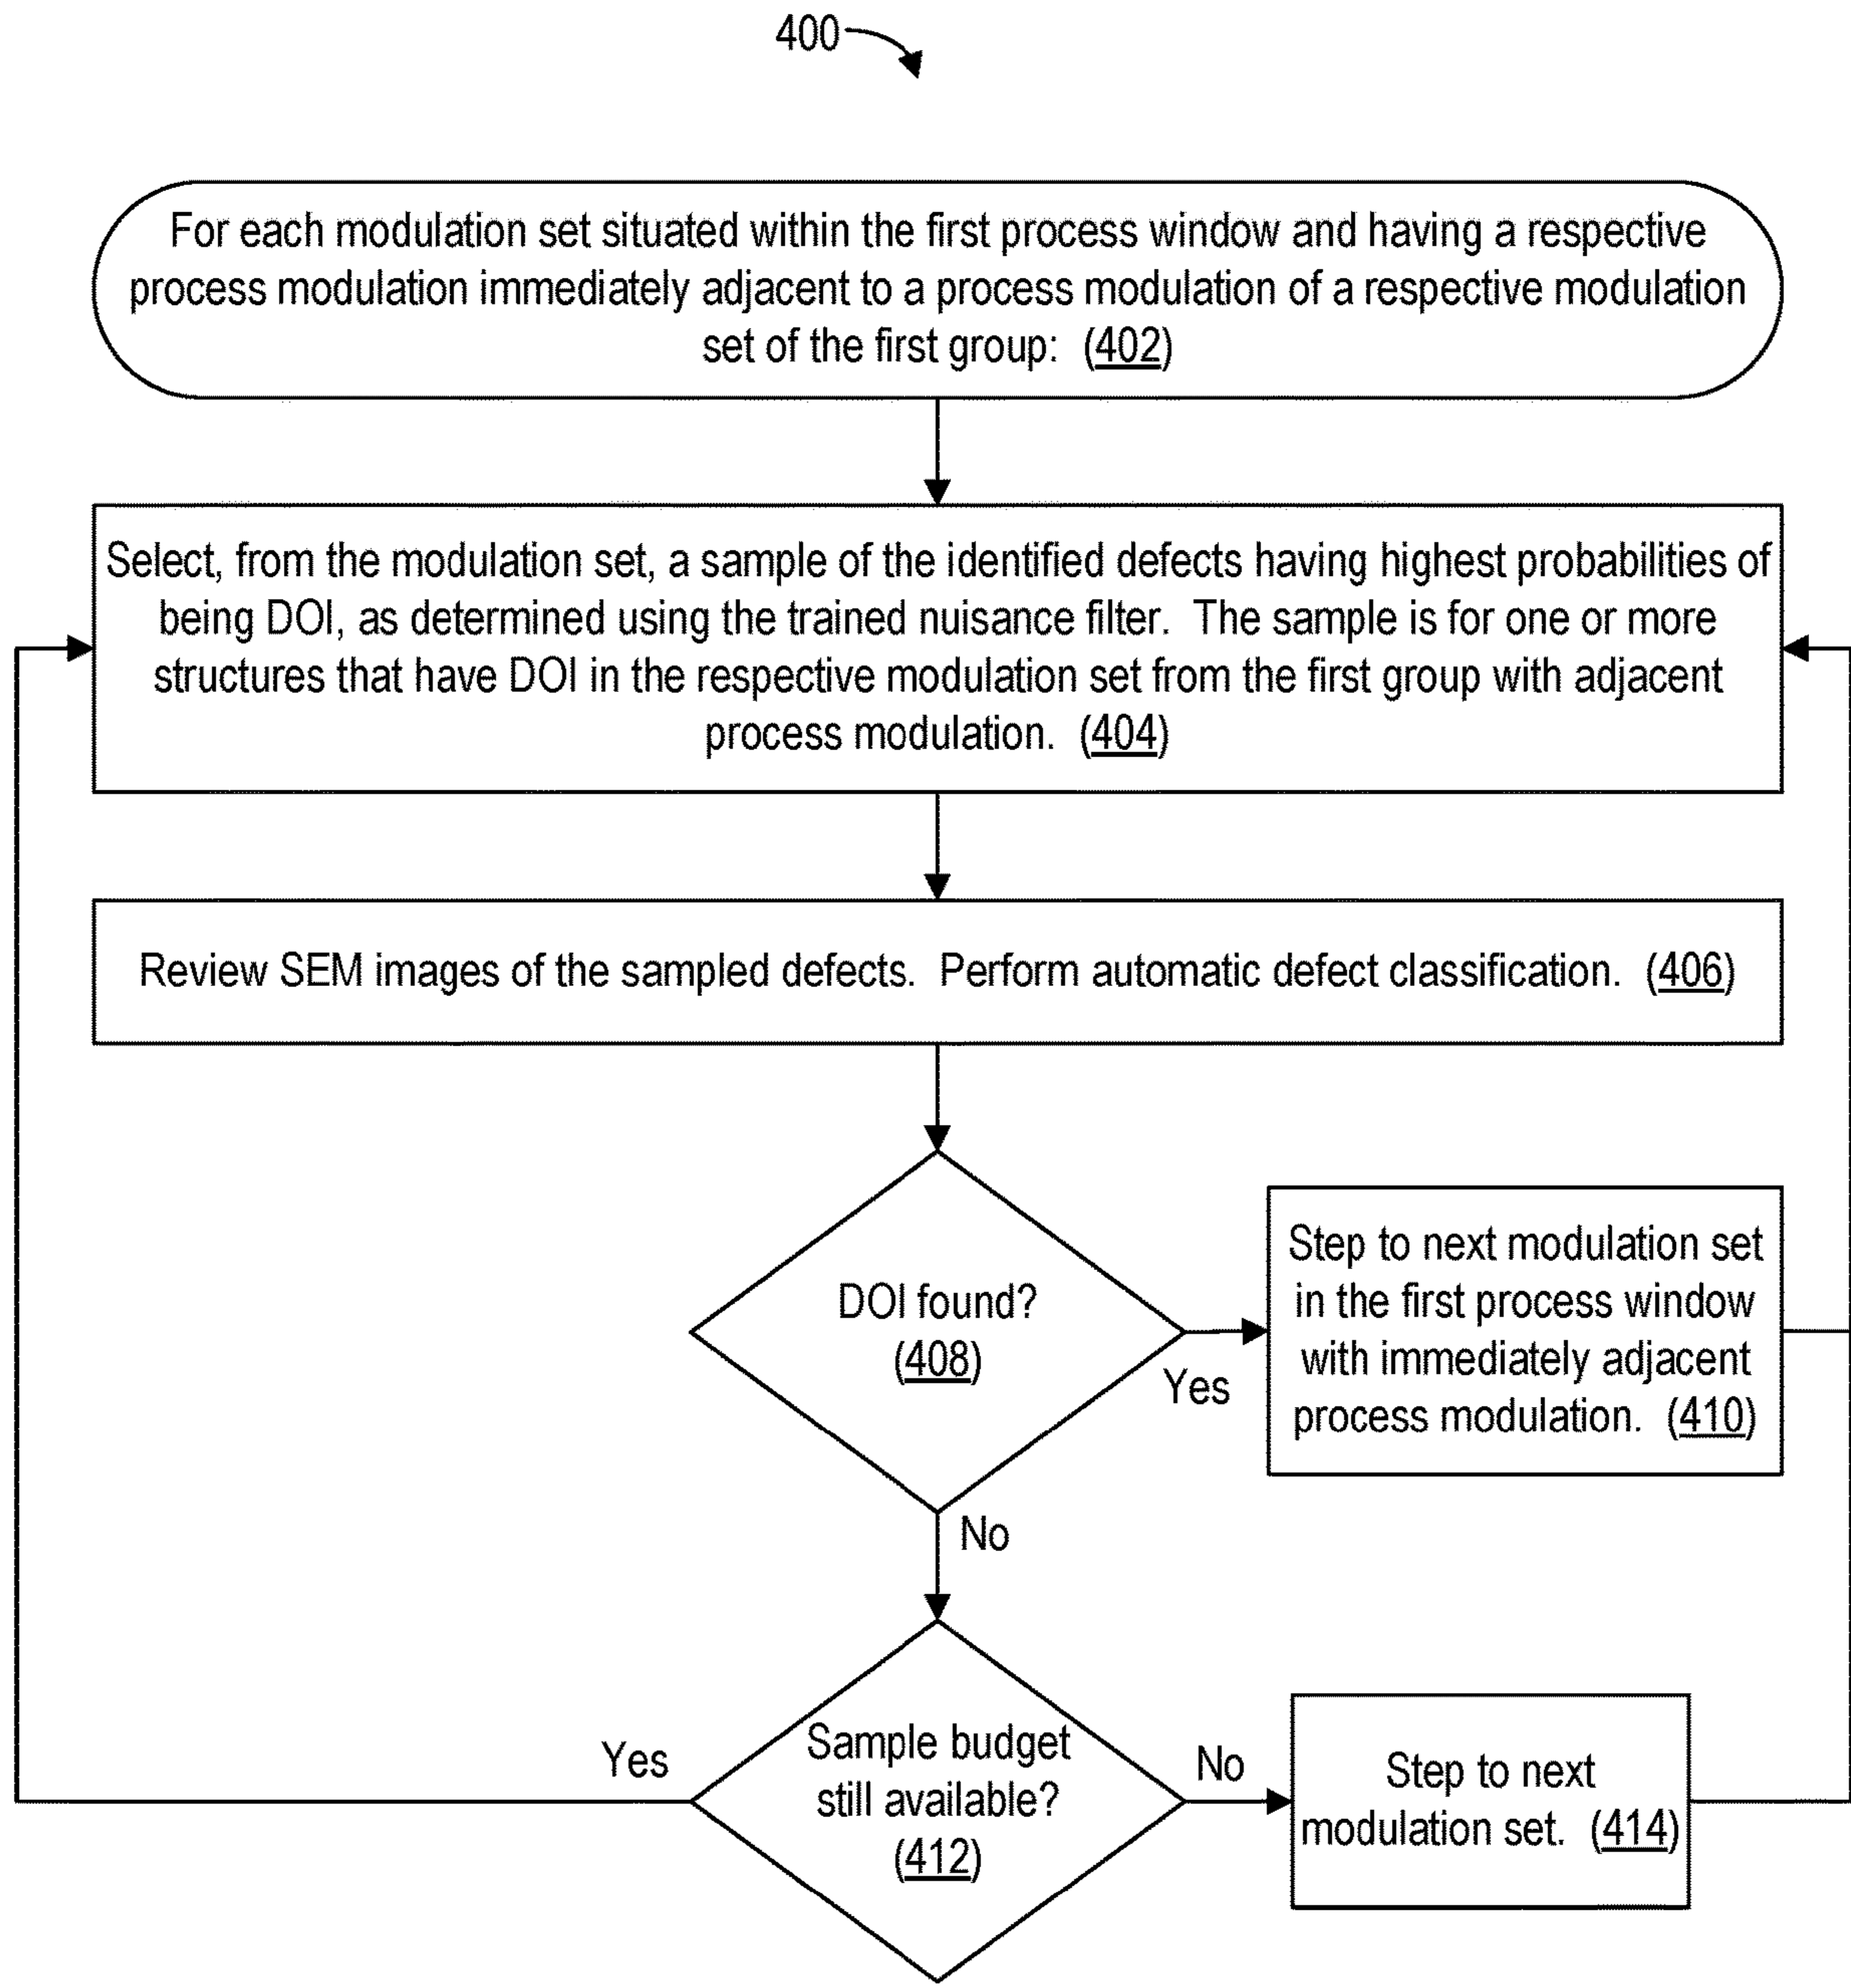 400
For each modulation set situated within the first process window and having a respective
process modulation immediately adjacent to a process modulation of a respective modulation
set of the first group: (402)
Select, from the modulation set, a sample of the identified defects having highest probabilities of
being DOI, as determined using the trained nuisance filter. The sample is for one or more
structures that have DOI in the respective modulation set from the first group with adjacent
process modulation. (404)
Review SEM images of the sampled defects. Perform automatic defect classification. (406)
DOI found?
(408)
Yes
Step to next modulation set
in the first process window
with immediately adjacent
process modulation. (410)
No
Sample budget
still available?
(412)
Yes
No
Step to next
modulation set. (414)